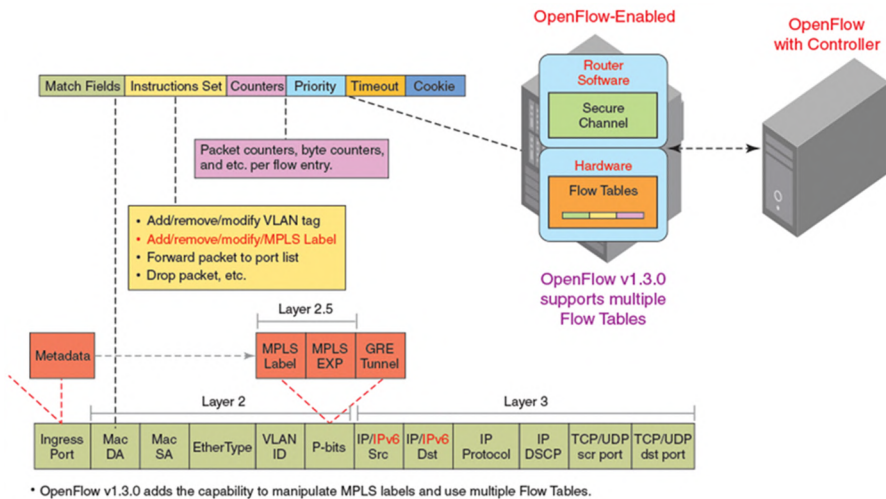 OpenFlow-Enabled
OpenFlow
with Controller
Router
Software
Secure
Channel
Hardware
Flow Tables
OpenFlow v1.3.0
supports multiple
Flow Tables
Match Fields
Instructions Set
Counters
Priority
Timeout
Cookie
Packet counters, byte counters,
and etc. per flow entry.
• Add/remove/modify VLAN tag
• Add/remove/modify/MPLS Label
• Forward packet to port list
• Drop packet, etc.
Layer 2.5
Metadata
MPLS
Label
MPLS
EXP
GRE
Tunnel
Layer 2
Layer 3
Ingress
Port
Mac
DA
Mac
SA
EtherType
VLAN
ID
P-bits
IP/IPv6
Src
IP/IPv6
Dst
IP
Protocol
IP
DSCP
TCP/UDP
scr port
TCP/UDP
dst port
• OpenFlow v1.3.0 adds the capability to manipulate MPLS labels and use multiple Flow Tables.